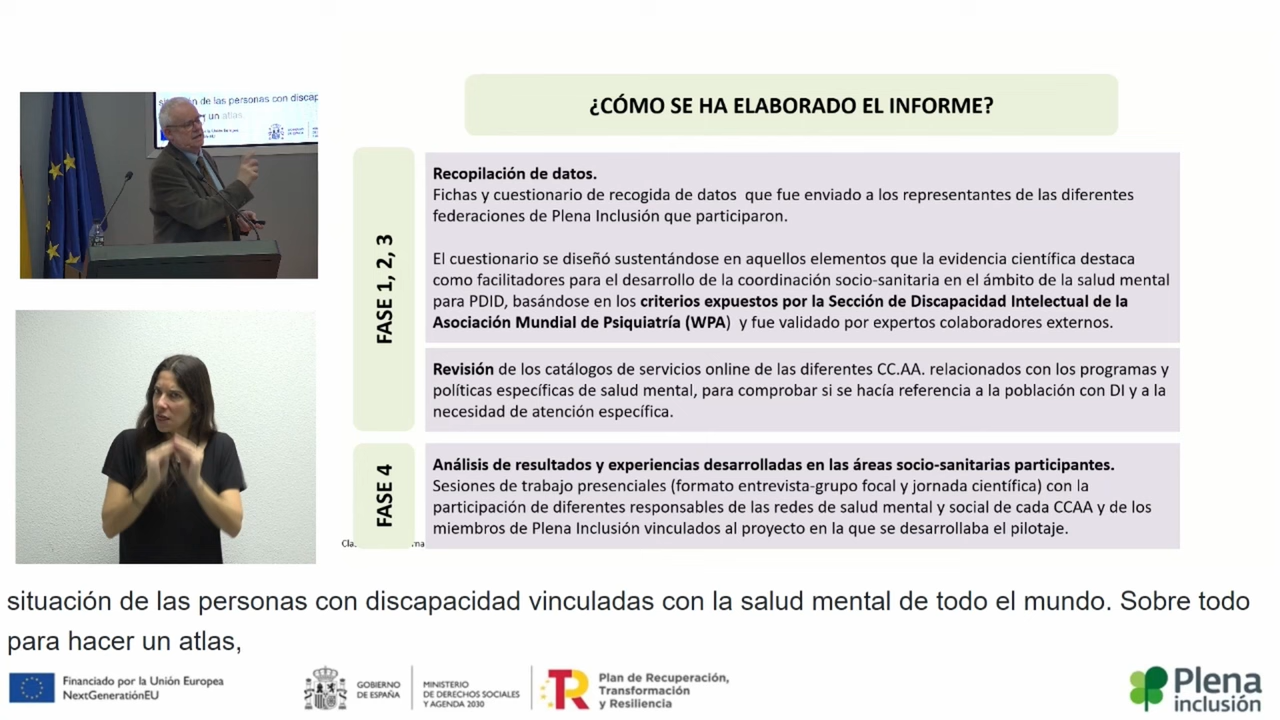 situación de las personas con discap
un atlas,
¿CÓMO SE HA ELABORADO EL INFORME?
FASE 1, 2, 3
Recopilación de datos.
Fichas y cuestionario de recogida de datos que fue enviado a los representantes de las diferentes
federaciones de Plena Inclusión que participaron.
El cuestionario se diseñó sustentándose en aquellos elementos que la evidencia científica destaca
como facilitadores para el desarrollo de la coordinación socio-sanitaria en el ámbito de la salud mental
para PDID, basándose en los criterios expuestos por la Sección de Discapacidad Intelectual de la
Asociación Mundial de Psiquiatría (WPA) y fue validado por expertos colaboradores externos.
Revisión de los catálogos de servicios online de las diferentes CC.AA. relacionados con los programas y
políticas específicas de salud mental, para comprobar si se hacía referencia a la población con DI y a la
necesidad de atención específica.
FASE 4
Análisis de resultados y experiencias desarrolladas en las áreas socio-sanitarias participantes.
Sesiones de trabajo presenciales (formato entrevista-grupo focal y jornada científica) con la
participación de diferentes responsables de las redes de salud mental y social de cada CCAA y de los
miembros de Plena Inclusión vinculados al proyecto en la que se desarrollaba el pilotaje.
situación de las personas con discapacidad vinculadas con la salud mental de todo el mundo. Sobre todo
para hacer un atlas,
Financiado por la Unión Europea
NextGenerationEU
GOBIERNO
DE ESPAÑA
MINISTERIO
DE DERECHOS SOCIALES
Y AGENDA 2030
Plan de Recuperación,
Transformación
y Resiliencia
Plena
inclusión